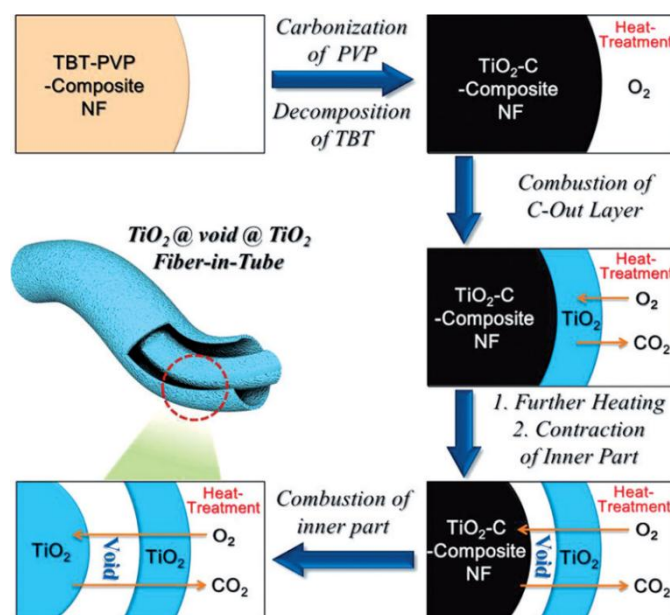 TBT-PVP
-Composite
NF
Carbonization
of PVP
Decomposition
of TBT
TiO₂-C
-Composite
NF
Heat-
Treatment
O₂
Combustion of
C-Out Layer
TiO₂ @ void @ TiO₂
Fiber-in-Tube
TiO₂-C
-Composite
NF
TiO₂
Heat-
Treatment
O₂
CO₂
1. Further Heating
2. Contraction
of Inner Part
TiO₂-C
-Composite
NF
Void
TiO₂
Heat-
Treatment
O₂
CO₂
Combustion of
inner part
TiO₂
Void
TiO₂
Heat-
Treatment
O₂
CO₂